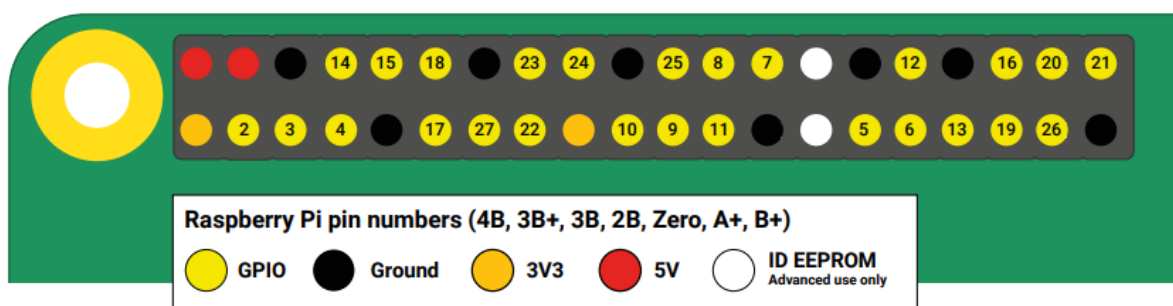 14 15 18 23 24 25 8 7 12 16 20 21
2 3 4 17 27 22 10 9 11 5 6 13 19 26
Raspberry Pi pin numbers (4B, 3B+, 3B, 2B, Zero, A+, B+)
GPIO Ground 3V3 5V ID EEPROM
Advanced use only